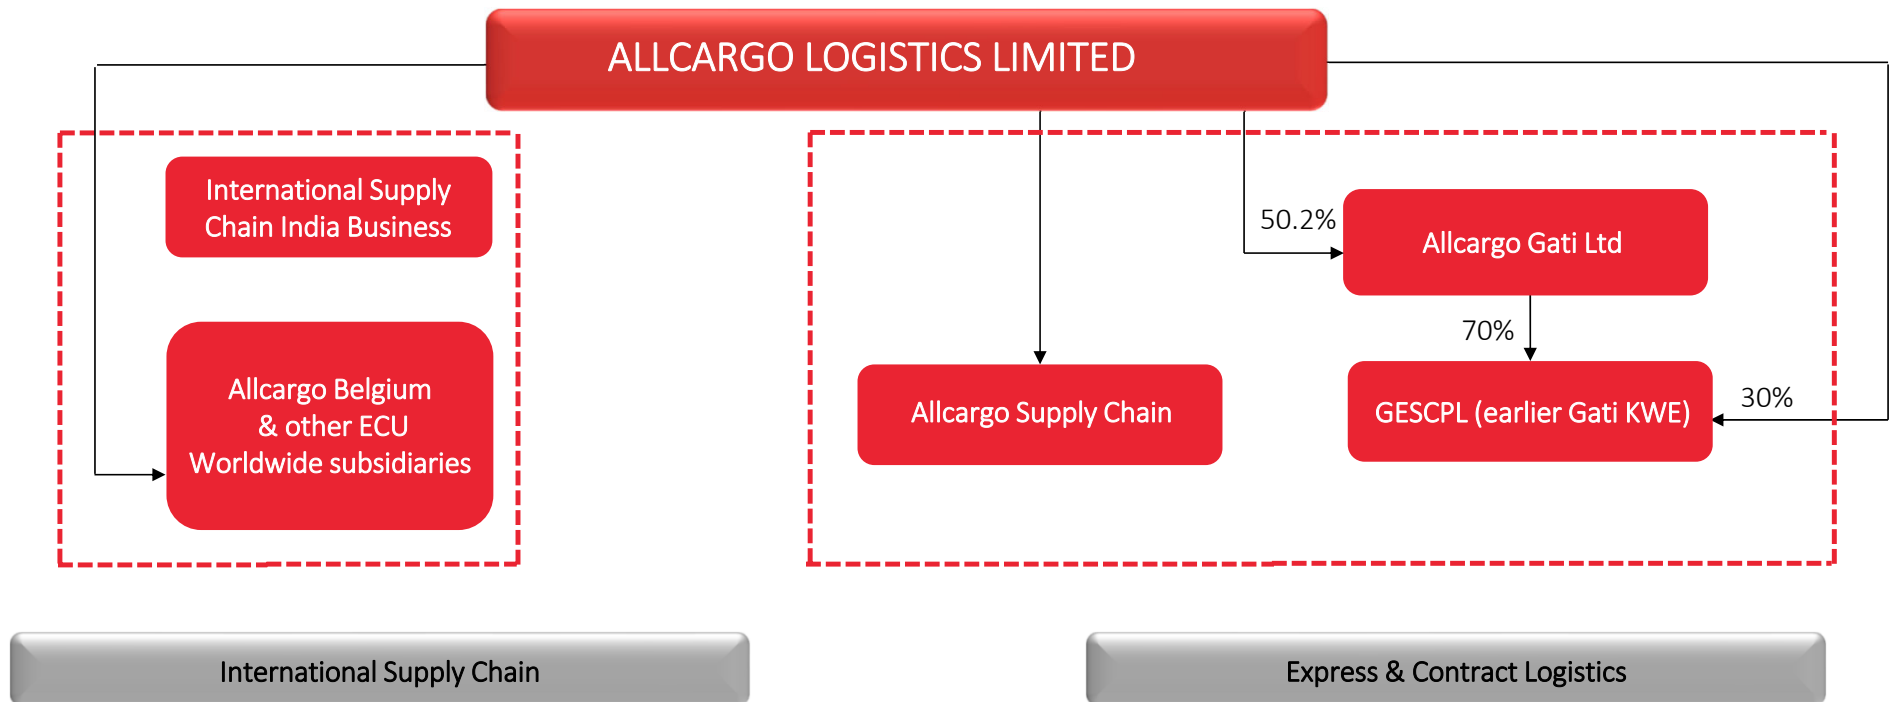 ALLCARGO LOGISTICS LIMITED
International Supply
Chain India Business
Allcargo Belgium
& other ECU
Worldwide subsidiaries
50.2%
Allcargo Gati Ltd
70%
Allcargo Supply Chain
GESCPL (earlier Gati KWE)
30%
International Supply Chain
Express & Contract Logistics